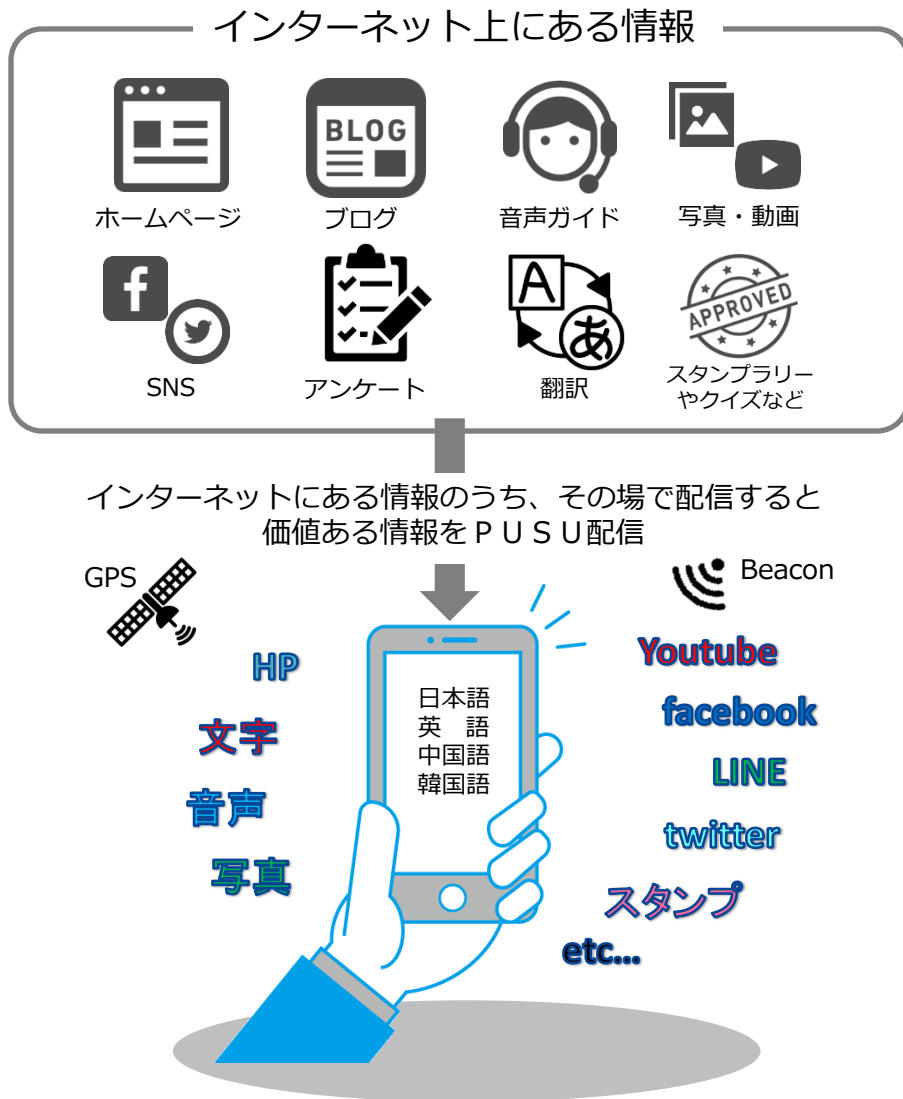 インターネット上にある情報
BLOG
ホームページ
ブログ
音声ガイド
写真・動画
f
A
あ
APPROVED
SNS
アンケート
翻訳
スタンプラリー
やクイズなど
インターネットにある情報のうち、その場で配信すると
価値ある情報をＰＵＳＵ配信
GPS
Beacon
HP
文字
音声
写真
日本語
英　語
中国語
韓国語
Youtube
facebook
LINE
twitter
スタンプ
etc...